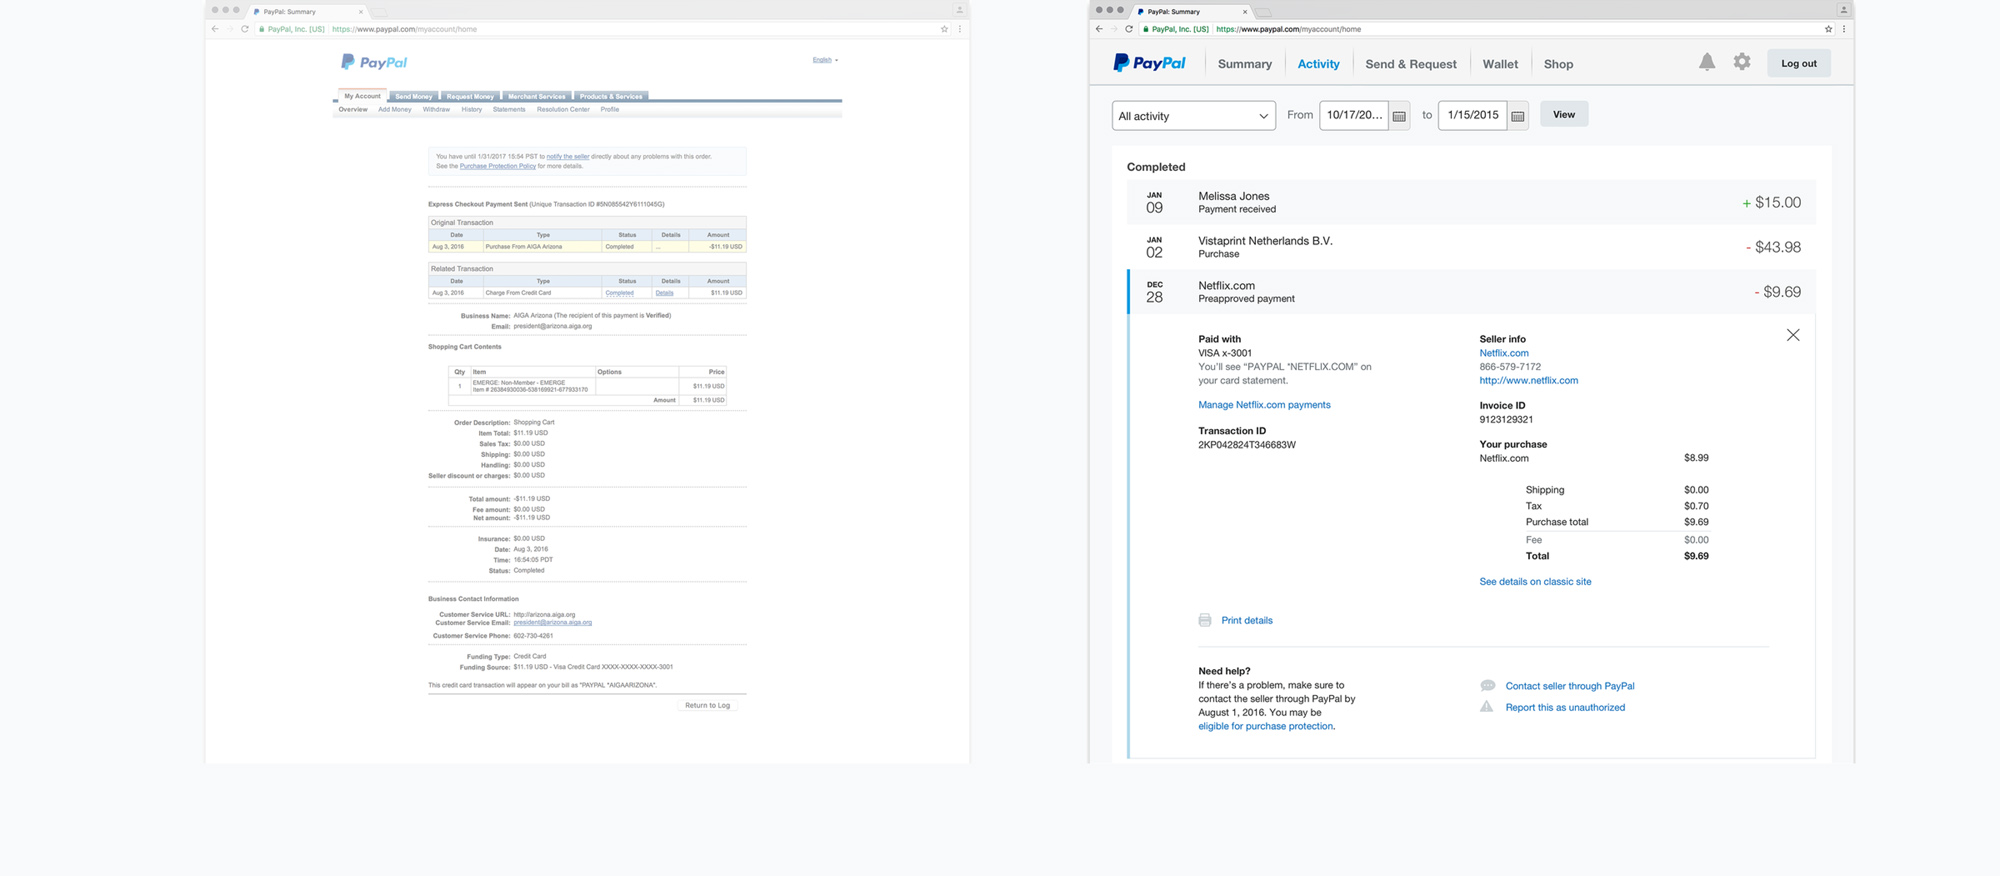 PayPal: Summary
PayPal, Inc. [US] https://www.paypal.com/myaccount/home
PayPal
English
My Account Send Money Request Money Merchant Services Products & Services
Overview Add Money Withdraw History Statements Resolution Center Profile
You have until 1/31/2017 15:54 PST to notify the seller directly about any problems with this order.
See the Purchase Protection Policy for more details.
Express Checkout Payment Sent (Unique Transaction ID #5N085542Y6111045G)
Original Transaction
Date Type Status Details Amount
Aug 3, 2016 Purchase From AIGA Arizona Completed ... -$11.19 USD
Related Transaction
Date Type Status Details Amount
Aug 3, 2016 Charge From Credit Card Completed Details $11.19 USD
Business Name: AIGA Arizona (The recipient of this payment is Verified)
Email: president@arizona.aiga.org
Shopping Cart Contents
Qty Item Options Price
1 EMERGE: Non-Member - EMERGE
Item # 26384930036-538169921-677933170 $11.19 USD
Amount $11.19 USD
Order Description: Shopping Cart
Item Total: $11.19 USD
Sales Tax: $0.00 USD
Shipping: $0.00 USD
Handling: $0.00 USD
Seller discount or charges: $0.00 USD
Total amount: -$11.19 USD
Fee amount: $0.00 USD
Net amount: -$11.19 USD
Insurance: $0.00 USD
Date: Aug 3, 2016
Time: 16:54:05 PDT
Status: Completed
Business Contact Information
Customer Service URL: http://arizona.aiga.org
Customer Service Email: president@arizona.aiga.org
Customer Service Phone: 602-730-4261
Funding Type: Credit Card
Funding Source: $11.19 USD - Visa Credit Card XXXX-XXXX-XXXX-3001
This credit card transaction will appear on your bill as "PAYPAL *AIGAARIZONA".
Return to Log
PayPal: Summary
PayPal, Inc. [US] https://www.paypal.com/myaccount/home
PayPal Summary Activity Send & Request Wallet Shop Log out
All activity From 10/17/20... to 1/15/2015 View
Completed
JAN 09 Melissa Jones + $15.00
Payment received
JAN 02 Vistaprint Netherlands B.V. - $43.98
Purchase
DEC 28 Netflix.com - $9.69
Preapproved payment
Paid with
VISA x-3001
You'll see "PAYPAL *NETFLIX.COM" on
your card statement.
Manage Netflix.com payments
Transaction ID
2KP042824T346683W
Seller info
Netflix.com
866-579-7172
http://www.netflix.com
Invoice ID
9123129321
Your purchase
Netflix.com $8.99
Shipping $0.00
Tax $0.70
Purchase total $9.69
Fee $0.00
Total $9.69
See details on classic site
Print details
Need help?
If there's a problem, make sure to
contact the seller through PayPal by
August 1, 2016. You may be
eligible for purchase protection.
Contact seller through PayPal
Report this as unauthorized